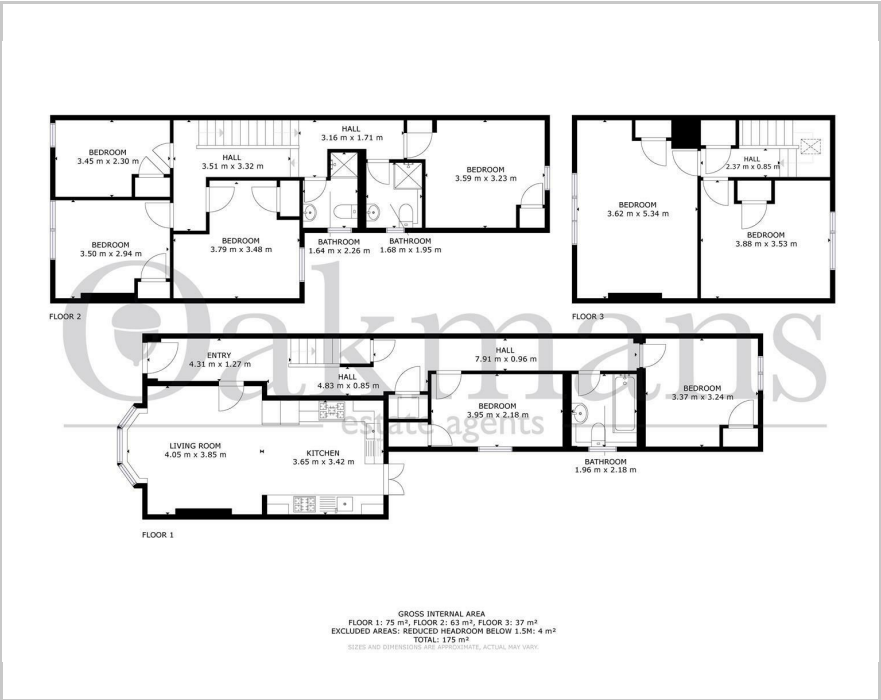 BEDROOM
3.45 m x 2.30 m
HALL
3.16 m x 1.71 m
HALL
3.51 m x 3.32 m
BEDROOM
3.59 m x 3.23 m
BEDROOM
3.50 m x 2.94 m
BEDROOM
3.79 m x 3.48 m
BATHROOM
1.64 m x 2.26 m
BATHROOM
1.68 m x 1.95 m
FLOOR 2
HALL
2.37 m x 0.85 m
BEDROOM
3.62 m x 5.34 m
BEDROOM
3.88 m x 3.53 m
FLOOR 3
Oakmans
estate agents
ENTRY
4.31 m x 1.27 m
HALL
7.91 m x 0.96 m
HALL
4.83 m x 0.85 m
BEDROOM
3.37 m x 3.24 m
BEDROOM
3.95 m x 2.18 m
LIVING ROOM
4.05 m x 3.85 m
KITCHEN
3.65 m x 3.42 m
BATHROOM
1.96 m x 2.18 m
FLOOR 1
GROSS INTERNAL AREA
FLOOR 1: 75 m², FLOOR 2: 63 m², FLOOR 3: 37 m²
EXCLUDED AREAS: REDUCED HEADROOM BELOW 1.5M: 4 m²
TOTAL: 175 m²
SIZES AND DIMENSIONS ARE APPROXIMATE, ACTUAL MAY VARY.